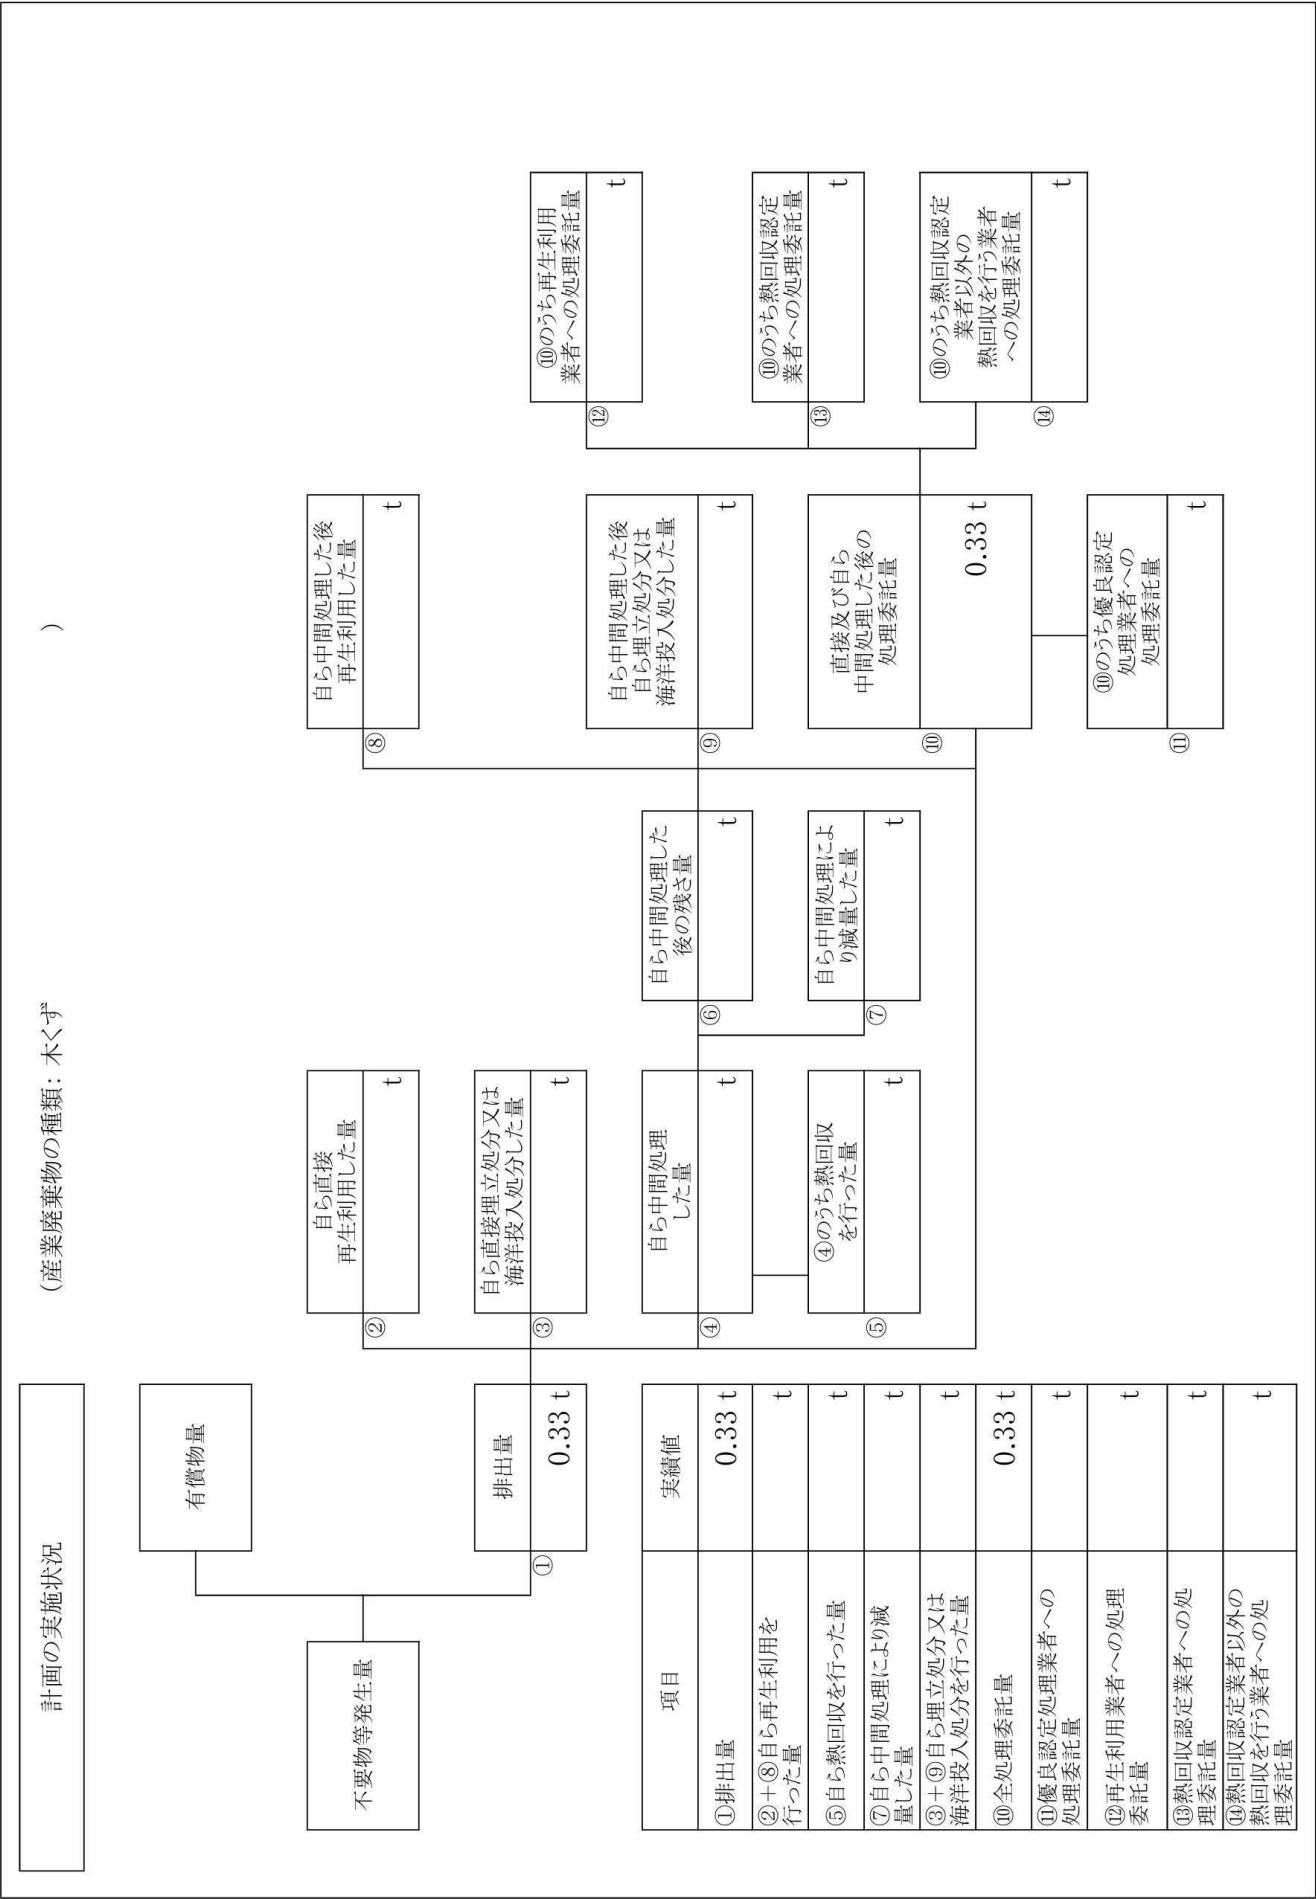 計画の実施状況
(産業廃棄物の種類：木くず
)
不要物等発生量
有償物量
①
排出量
0.33 t
②
自ら直接
再生利用した量
t
③
自ら直接埋立処分又は
海洋投入処分した量
t
④
自ら中間処理
した量
t
⑤
④のうち熱回収
を行った量
t
⑥
自ら中間処理した
後の残さ量
t
⑦
自ら中間処理によ
り減量した量
t
⑧
自ら中間処理した後
再生利用した量
t
⑨
自ら中間処理した後
自ら埋立処分又は
海洋投入処分した量
t
⑩
直接及び自ら
中間処理した後の
処理委託量
0.33 t
⑪
⑩のうち優良認定
処理業者への
処理委託量
t
⑫
⑩のうち再生利用
業者への処理委託量
t
⑬
⑩のうち熱回収認定
業者への処理委託量
t
⑭
⑩のうち熱回収認定
業者以外の
熱回収を行う業者
への処理委託量
t
項目
実績値
①排出量
0.33 t
②＋⑧自ら再生利用を
行った量
t
⑤自ら熱回収を行った量
t
⑦自ら中間処理により減
量した量
t
③＋⑨自ら埋立処分又は
海洋投入処分を行った量
t
⑩全処理委託量
0.33 t
⑪優良認定処理業者への
処理委託量
t
⑫再生利用業者への処理
委託量
t
⑬熱回収認定業者への処
理委託量
t
⑭熱回収認定業者以外の
熱回収を行う業者への処
理委託量
t